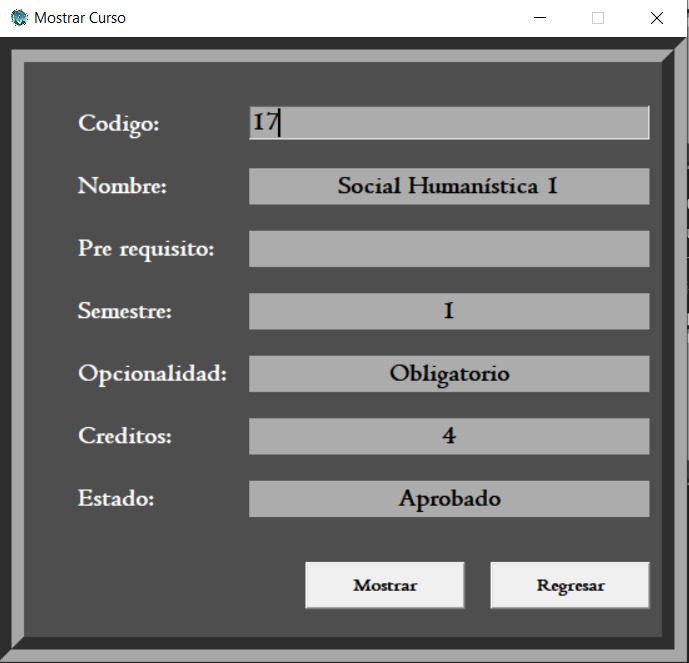 Mostrar Curso
Codigo: 17
Nombre: Social Humanística 1
Pre requisito:
Semestre: 1
Opcionalidad: Obligatorio
Creditos: 4
Estado: Aprobado
Mostrar Regresar